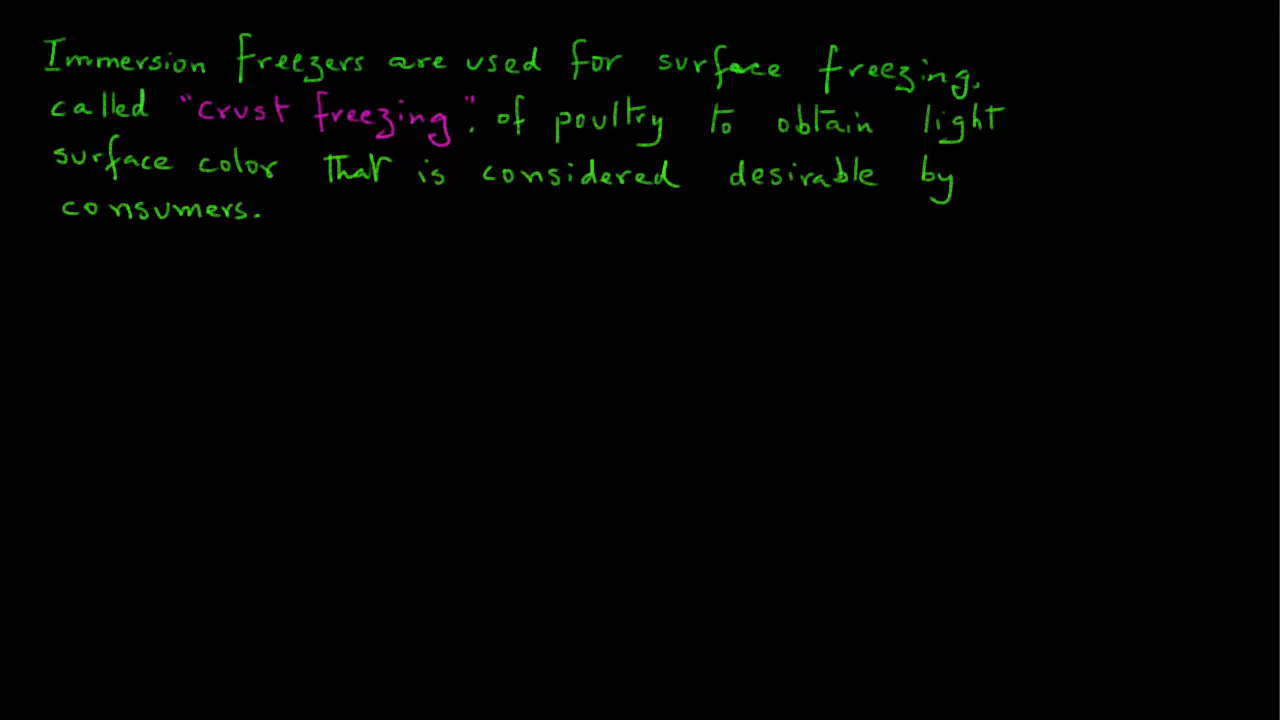 Immersion freezers are used for surface freezing,
called "crust freezing", of poultry to obtain light
surface color that is considered desirable by
consumers.